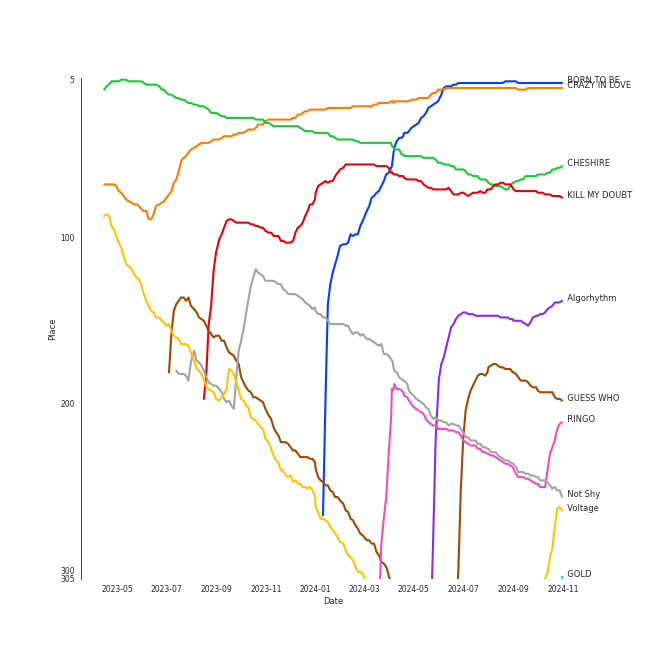 5
100
200
300
305
Place
2023-05
2023-07
2023-09
2023-11
2024-01
2024-03
2024-05
2024-07
2024-09
2024-11
Date
BORN TO BE
CRAZY IN LOVE
CHESHIRE
KILL MY DOUBT
Algorhythm
GUESS WHO
RINGO
Not Shy
Voltage
GOLD